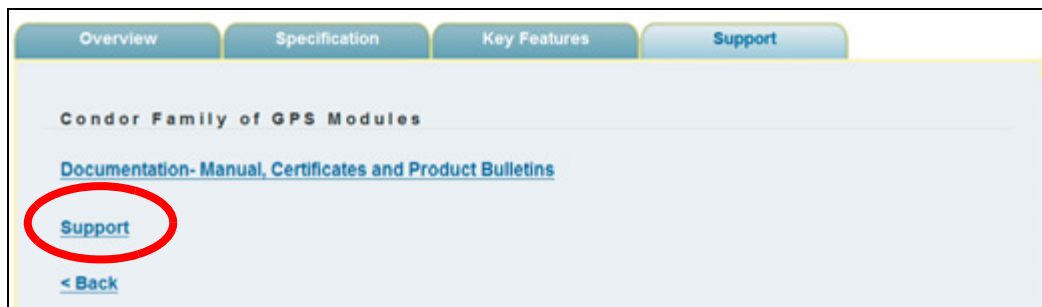 Overview Specification Key Features Support
Condor Family of GPS Modules
Documentation- Manual, Certificates and Product Bulletins
Support
< Back